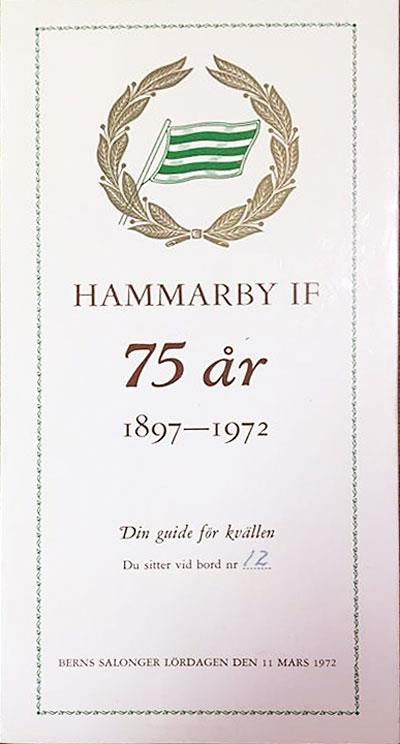 HAMMARBY IF
75 år
1897—1972
Din guide för kvällen
Du sitter vid bord nr 12
BERNS SALONGER LÖRDAGEN DEN 11 MARS 1972